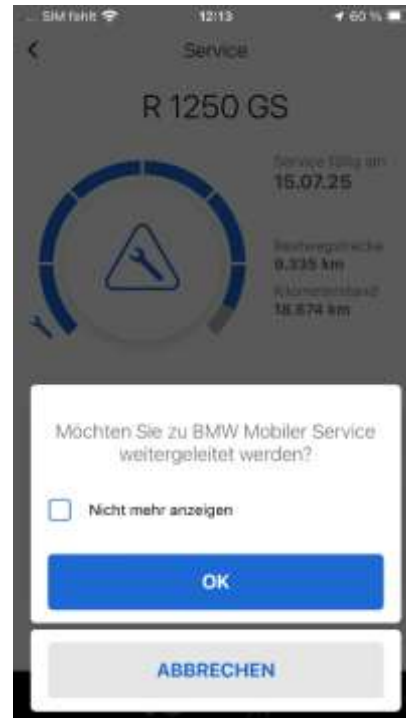 SIM fehlt 12:13 60 %
Service
R 1250 GS
Service fällig am
15.07.25
Restwegstrecke
9.335 km
Kilometerstand
18.674 km
Möchten Sie zu BMW Mobiler Service
weitergeleitet werden?
Nicht mehr anzeigen
OK
ABBRECHEN